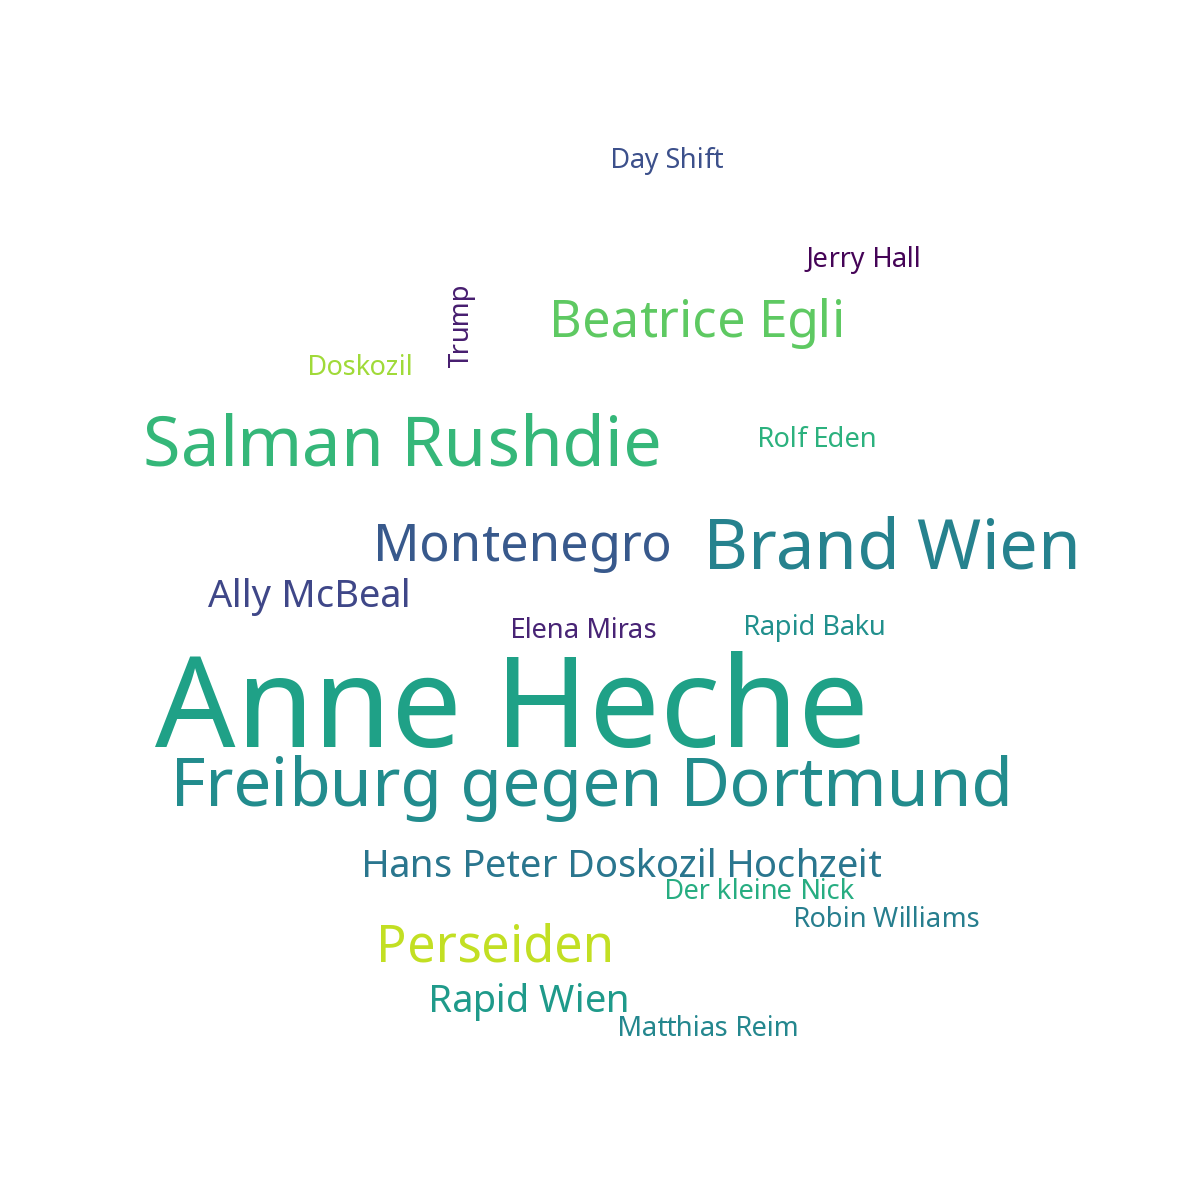 Day Shift
Jerry Hall
Trump
Beatrice Egli
Doskozil
Salman Rushdie
Rolf Eden
Montenegro
Brand Wien
Ally McBeal
Elena Miras
Rapid Baku
Anne Heche
Freiburg gegen Dortmund
Hans Peter Doskozil Hochzeit
Der kleine Nick
Robin Williams
Perseiden
Rapid Wien
Matthias Reim